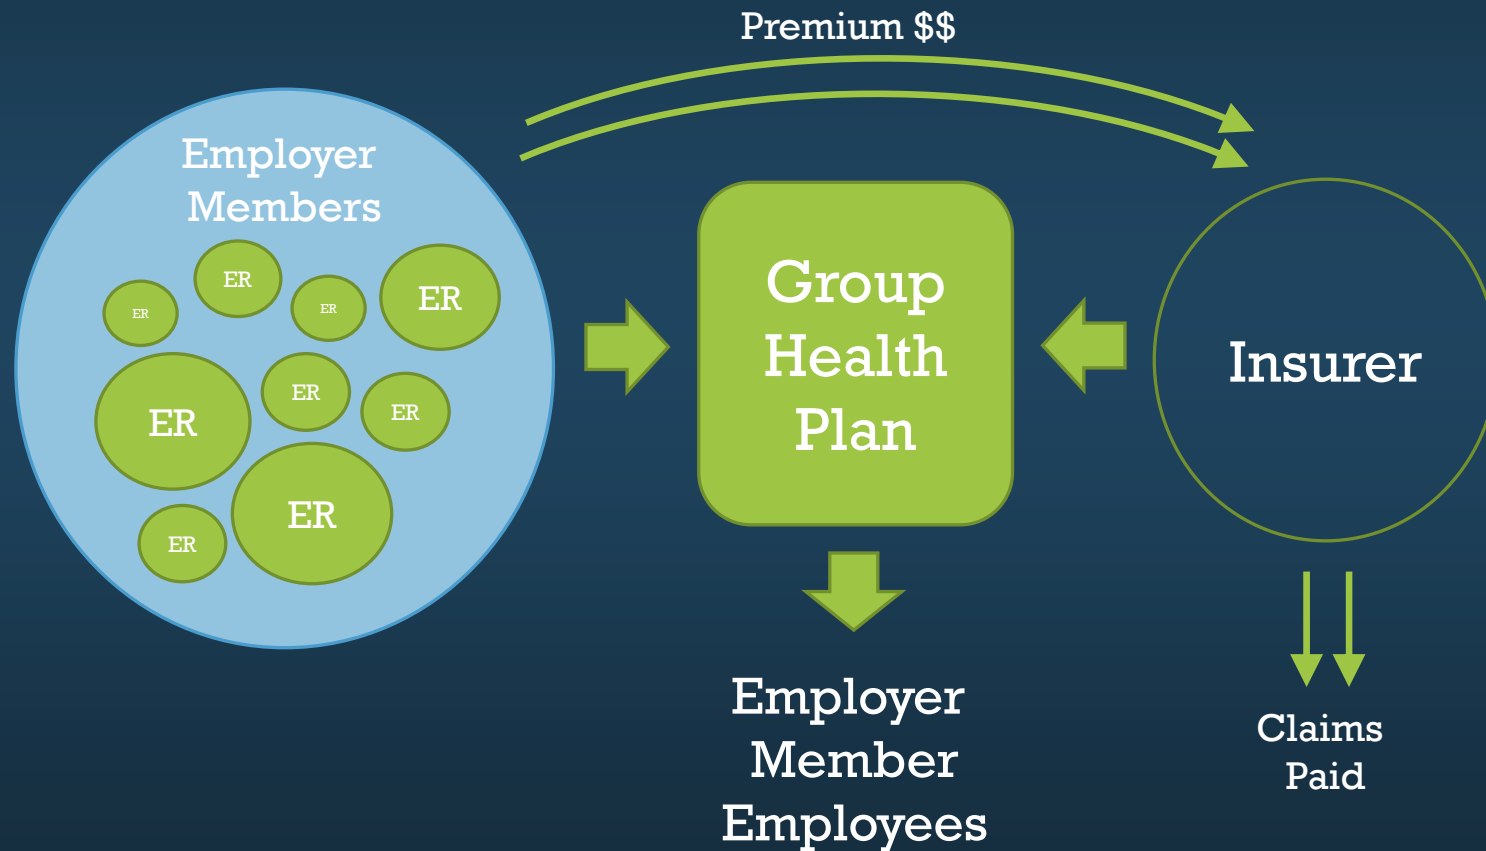 Premium $$
Employer
Members
ER
ER
ER
ER
ER
ER
ER
ER
ER
Group
Health
Plan
Insurer
Employer
Member
Employees
Claims
Paid